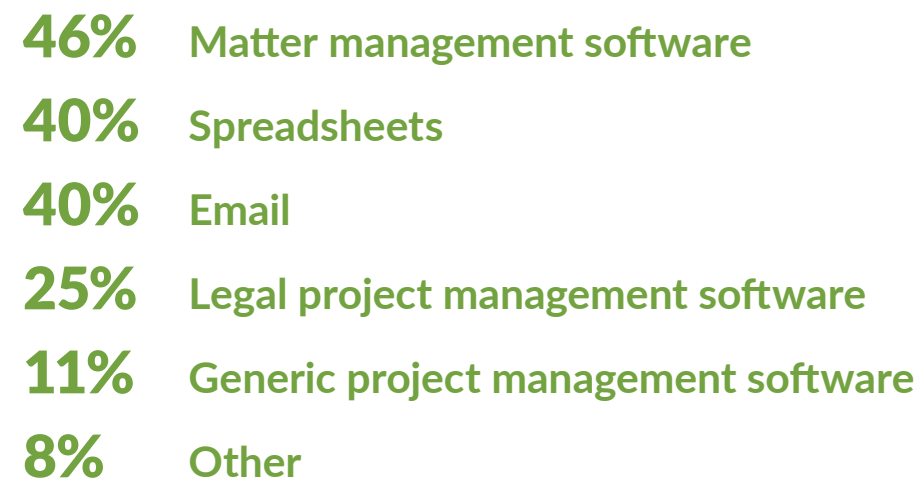 46% Matter management software
40% Spreadsheets
40% Email
25% Legal project management software
11% Generic project management software
8% Other